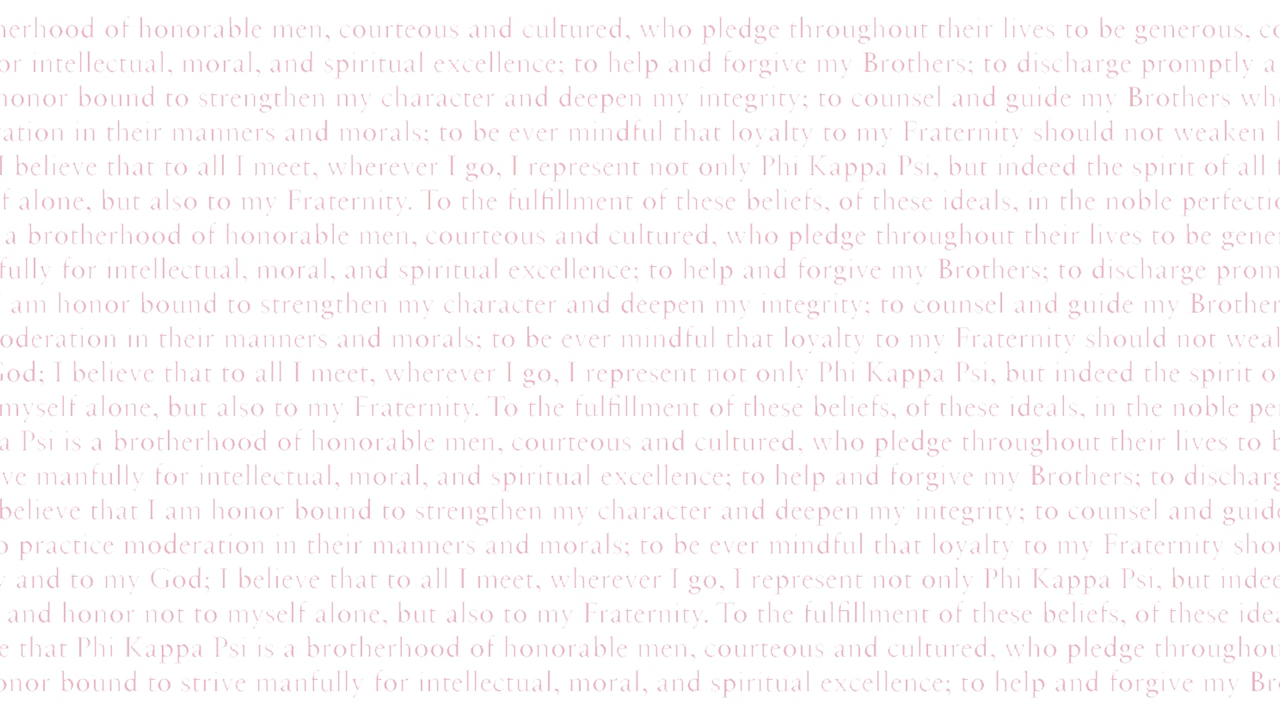 herhood of honorable men, courteous and cultured, who pledge throughout their lives to be generous, co
or intellectual, moral, and spiritual excellence; to help and forgive my Brothers; to discharge promptly a
honor bound to strengthen my character and deepen my integrity; to counsel and guide my Brothers wh
ration in their manners and morals; to be ever mindful that loyalty to my Fraternity should not weaken
I believe that to all I meet, wherever I go, I represent not only Phi Kappa Psi, but indeed the spirit of all f
f alone, but also to my Fraternity. To the fulfillment of these beliefs, of these ideals, in the noble perfectio
a brotherhood of honorable men, courteous and cultured, who pledge throughout their lives to be gener
fully for intellectual, moral, and spiritual excellence; to help and forgive my Brothers; to discharge prom
am honor bound to strengthen my character and deepen my integrity; to counsel and guide my Brother
oderation in their manners and morals; to be ever mindful that loyalty to my Fraternity should not weak
God; I believe that to all I meet, wherever I go, I represent not only Phi Kappa Psi, but indeed the spirit o
myself alone, but also to my Fraternity. To the fulfillment of these beliefs, of these ideals, in the noble pe
a Psi is a brotherhood of honorable men, courteous and cultured, who pledge throughout their lives to b
ve manfully for intellectual, moral, and spiritual excellence; to help and forgive my Brothers; to discharg
believe that I am honor bound to strengthen my character and deepen my integrity; to counsel and guide
o practice moderation in their manners and morals; to be ever mindful that loyalty to my Fraternity shou
y and to my God; I believe that to all I meet, wherever I go, I represent not only Phi Kappa Psi, but indee
and honor not to myself alone, but also to my Fraternity. To the fulfillment of these beliefs, of these idea
e that Phi Kappa Psi is a brotherhood of honorable men, courteous and cultured, who pledge throughou
onor bound to strive manfully for intellectual, moral, and spiritual excellence; to help and forgive my Bro